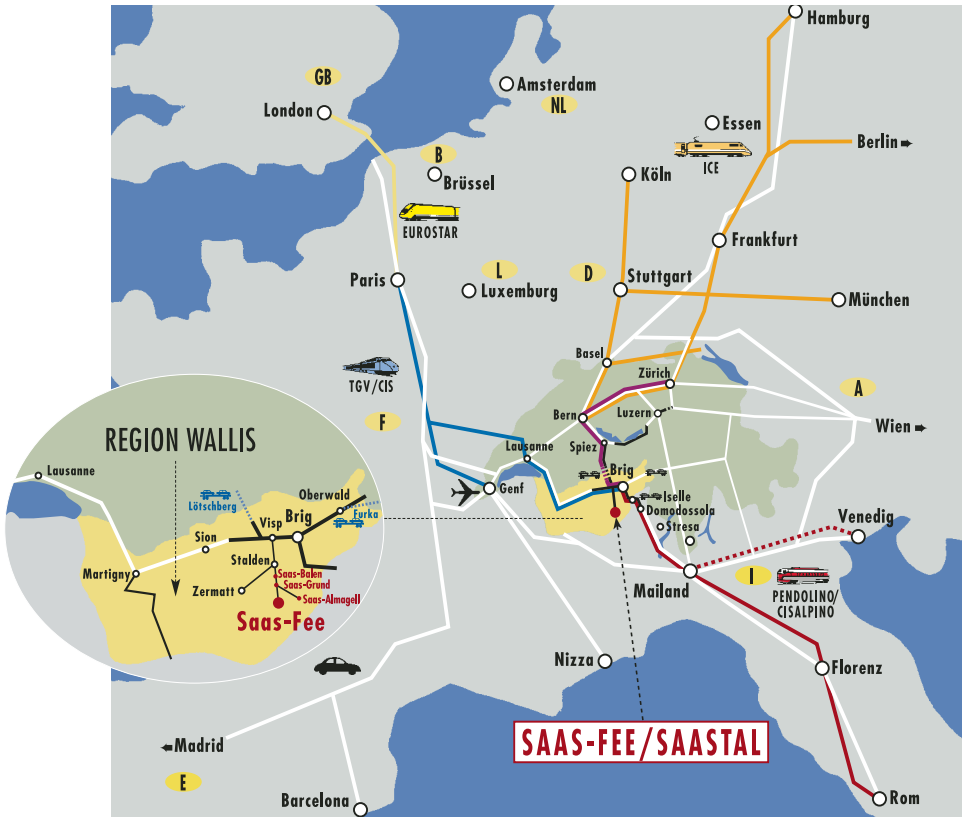 Hamburg
GB
Amsterdam
London
NL
Essen
Berlin
ICE
B
Brüssel
Köln
EUROSTAR
Frankfurt
L
D
Paris
Stuttgart
Luxemburg
München
Basel
TGV/CIS
Zürich
A
F
Bern
Luzern
Wien
REGION WALLIS
Lausanne
Spiez
Lausanne
Brig
Genf
Iselle
Domodossola
Stresa
Venedig
Oberwald
Lötschberg
Furka
Visp
Brig
Sion
Stalden
Martigny
Saas-Balen
Saas-Grund
Zermatt
Saas-Almagell
Saas-Fee
Mailand
I
PENDOLINO/
CISALPINO
Nizza
Florenz
SAAS-FEE/SAASTAL
Madrid
E
Barcelona
Rom